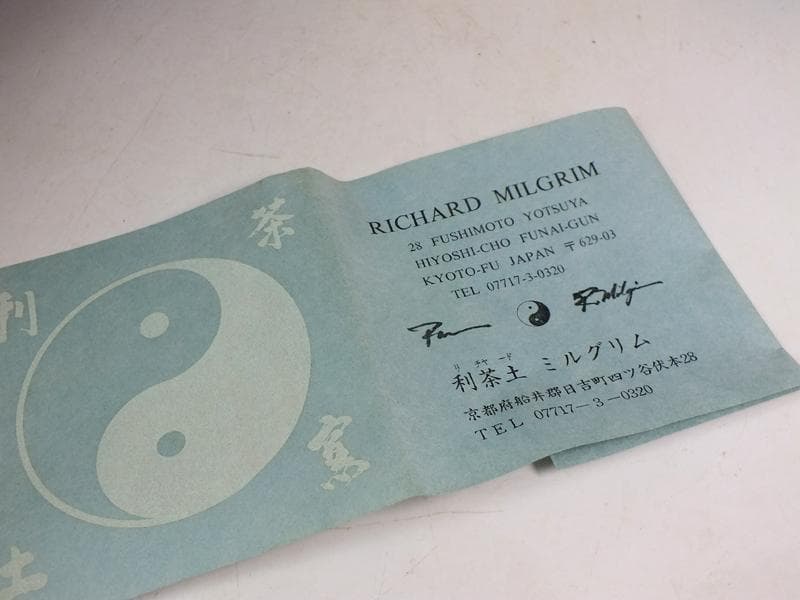 茶
利
窯
土
RICHARD MILGRIM
28 FUSHIMOTO YOTSUYA
HIYOSHI-CHO FUNAI-GUN
KYOTO-FU JAPAN 〒629-03
TEL 07717-3-0320
リ チャ ード
利茶土 ミルグリム
京都府船井郡日吉町四ツ谷伏本28
TEL 07717-3-0320